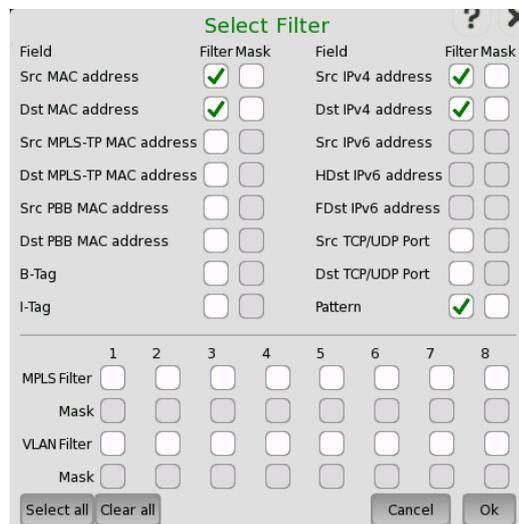 Select Filter
?
Field Filter Mask Field Filter Mask
Src MAC address Src IPv4 address
Dst MAC address Dst IPv4 address
Src MPLS-TP MAC address Src IPv6 address
Dst MPLS-TP MAC address HDst IPv6 address
Src PBB MAC address FDst IPv6 address
Dst PBB MAC address Src TCP/UDP Port
B-Tag Dst TCP/UDP Port
I-Tag Pattern
1 2 3 4 5 6 7 8
MPLS Filter
Mask
VLAN Filter
Mask
Select all Clear all Cancel Ok